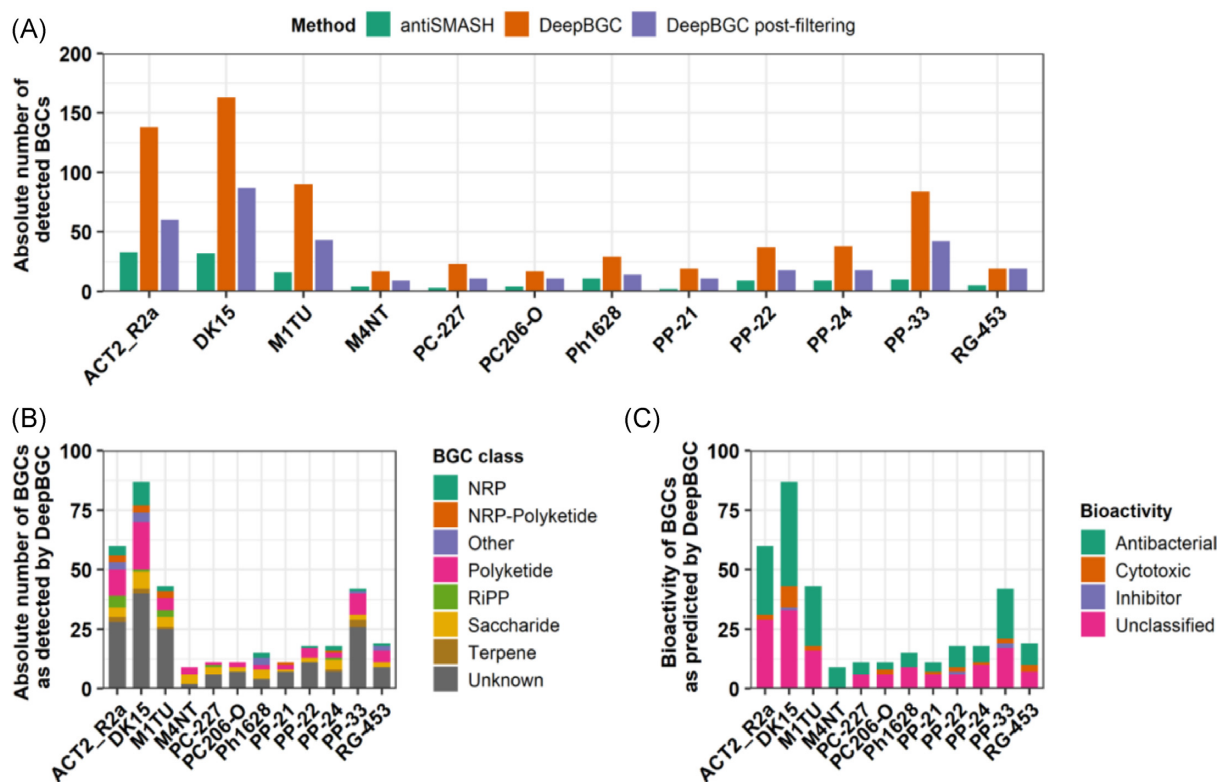 (A)
Method antiSMASH DeepBGC DeepBGC post-filtering
Absolute number of
detected BGCs
200
150
100
50
0
ACT2_R2a
DK15
M1TU
M4NT
PC-227
PC206-O
Ph1628
PP-21
PP-22
PP-24
PP-33
RG-453
(B)
Absolute number of BGCs
as detected by DeepBGC
100
75
50
25
0
ACT2_R2a
DK15
M1TU
M4NT
PC-227
PC206-O
Ph1628
PP-21
PP-22
PP-24
PP-33
RG-453
BGC class
NRP
NRP-Polyketide
Other
Polyketide
RiPP
Saccharide
Terpene
Unknown
(C)
Bioactivity of BGCs
as predicted by DeepBGC
100
75
50
25
0
ACT2_R2a
DK15
M1TU
M4NT
PC-227
PC206-O
Ph1628
PP-21
PP-22
PP-24
PP-33
RG-453
Bioactivity
Antibacterial
Cytotoxic
Inhibitor
Unclassified